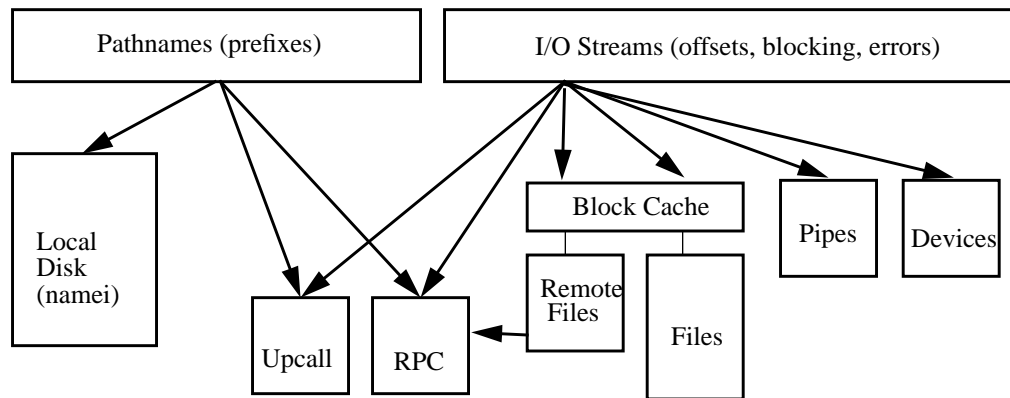 Pathnames (prefixes)
I/O Streams (offsets, blocking, errors)
Local
Disk
(namei)
Upcall
RPC
Block Cache
Remote
Files
Files
Pipes
Devices